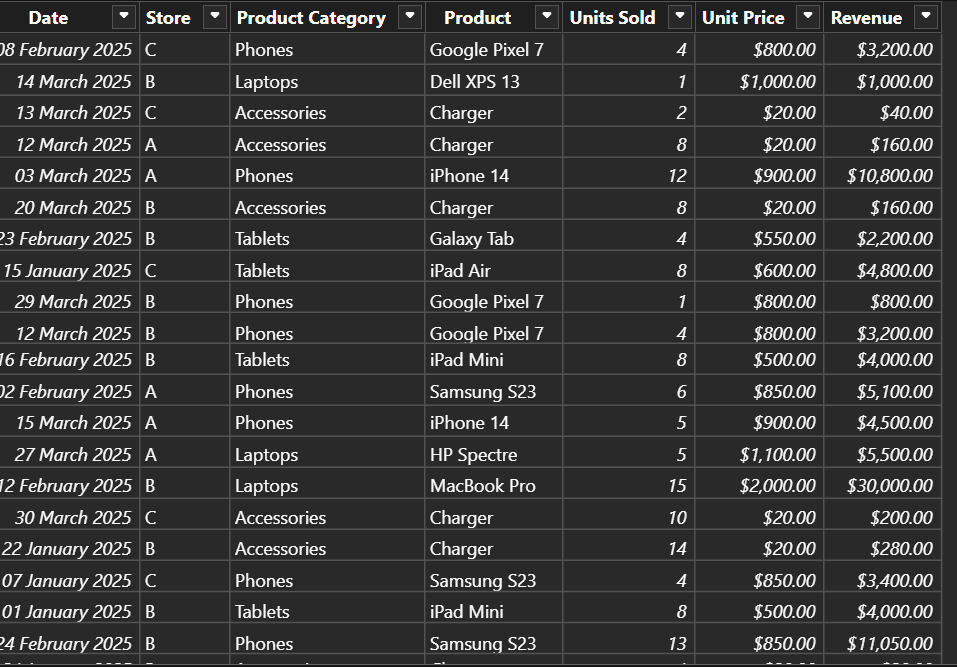 Date Store Product Category Product Units Sold Unit Price Revenue
08 February 2025 C Phones Google Pixel 7 4 $800.00 $3,200.00
14 March 2025 B Laptops Dell XPS 13 1 $1,000.00 $1,000.00
13 March 2025 C Accessories Charger 2 $20.00 $40.00
12 March 2025 A Accessories Charger 8 $20.00 $160.00
03 March 2025 A Phones iPhone 14 12 $900.00 $10,800.00
20 March 2025 B Accessories Charger 8 $20.00 $160.00
23 February 2025 B Tablets Galaxy Tab 4 $550.00 $2,200.00
15 January 2025 C Tablets iPad Air 8 $600.00 $4,800.00
29 March 2025 B Phones Google Pixel 7 1 $800.00 $800.00
12 March 2025 B Phones Google Pixel 7 4 $800.00 $3,200.00
16 February 2025 B Tablets iPad Mini 8 $500.00 $4,000.00
02 February 2025 A Phones Samsung S23 6 $850.00 $5,100.00
15 March 2025 A Phones iPhone 14 5 $900.00 $4,500.00
27 March 2025 A Laptops HP Spectre 5 $1,100.00 $5,500.00
12 February 2025 B Laptops MacBook Pro 15 $2,000.00 $30,000.00
30 March 2025 C Accessories Charger 10 $20.00 $200.00
22 January 2025 B Accessories Charger 14 $20.00 $280.00
07 January 2025 C Phones Samsung S23 4 $850.00 $3,400.00
01 January 2025 B Tablets iPad Mini 8 $500.00 $4,000.00
24 February 2025 B Phones Samsung S23 13 $850.00 $11,050.00